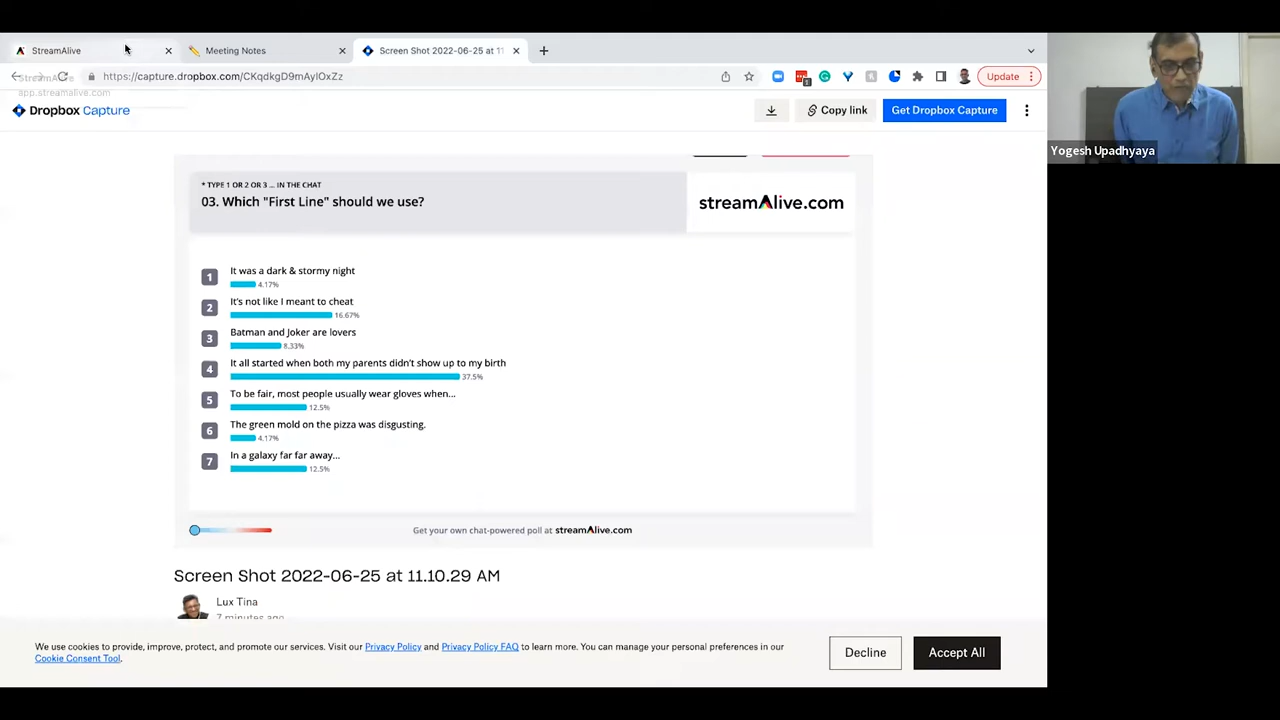 StreamAlive
Meeting Notes
Screen Shot 2022-06-25 at 11
https://capture.dropbox.com/CKqdkgD9mAylOxZz
Update
StreamAlive
app.streamalive.com
Dropbox Capture
Copy link
Get Dropbox Capture
Yogesh Upadhyaya
* TYPE 1 OR 2 OR 3 ... IN THE CHAT
03. Which "First Line" should we use?
streamAlive.com
1
It was a dark & stormy night
4.17%
2
It's not like I meant to cheat
16.67%
3
Batman and Joker are lovers
8.33%
4
It all started when both my parents didn't show up to my birth
37.5%
5
To be fair, most people usually wear gloves when...
12.5%
6
The green mold on the pizza was disgusting.
4.17%
7
In a galaxy far far away...
12.5%
Get your own chat-powered poll at streamAlive.com
Screen Shot 2022-06-25 at 11.10.29 AM
Lux Tina
7 minutes ago
We use cookies to provide, improve, protect, and promote our services. Visit our Privacy Policy and Privacy Policy FAQ to learn more. You can manage your personal preferences in our
Cookie Consent Tool.
Decline
Accept All